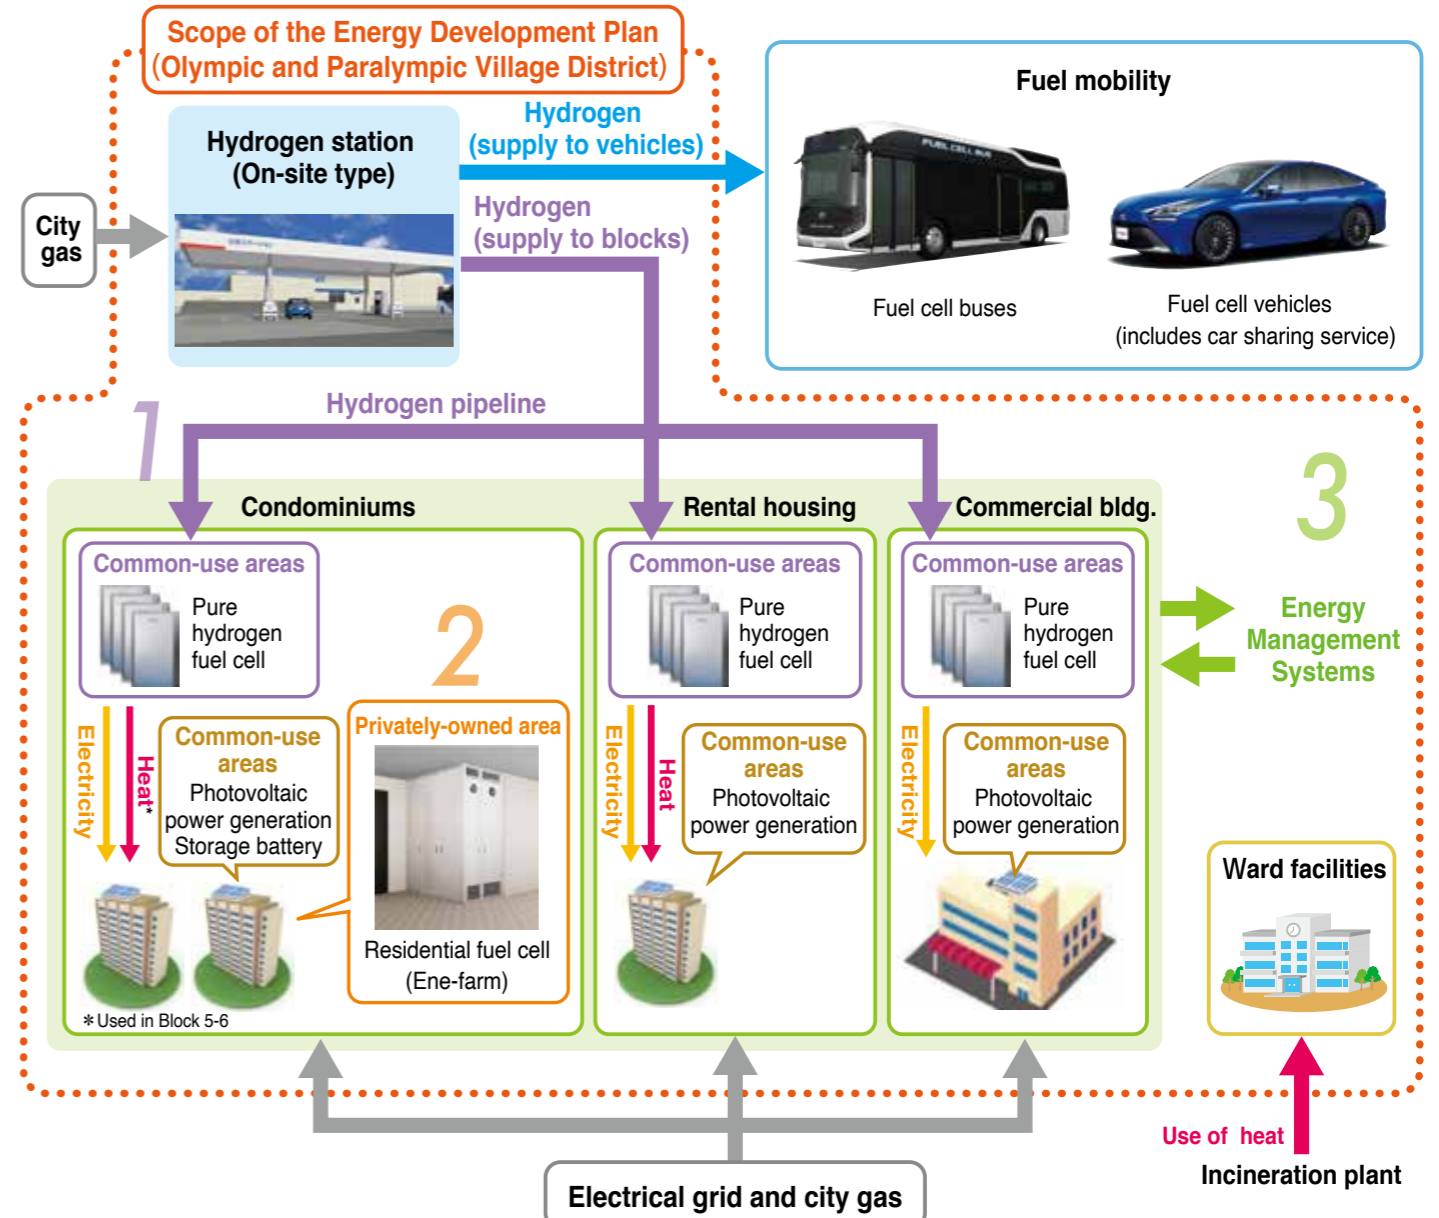 Scope of the Energy Development Plan
(Olympic and Paralympic Village District)
Hydrogen station
(On-site type)
City
gas
Hydrogen
(supply to vehicles)
Hydrogen
(supply to blocks)
Fuel mobility
FUEL CELL BUS
Fuel cell buses
Fuel cell vehicles
(includes car sharing service)
Hydrogen pipeline
1
Condominiums
Common-use areas
Pure
hydrogen
fuel cell
2
Electricity
Heat*
Common-use
areas
Photovoltaic
power generation
Storage battery
Privately-owned area
Residential fuel cell
(Ene-farm)
*Used in Block 5-6
Rental housing
Common-use areas
Pure
hydrogen
fuel cell
Electricity
Heat
Common-use
areas
Photovoltaic
power generation
Commercial bldg.
Common-use areas
Pure
hydrogen
fuel cell
Electricity
Common-use
areas
Photovoltaic
power generation
3
Energy
Management
Systems
Ward facilities
Use of heat
Incineration plant
Electrical grid and city gas